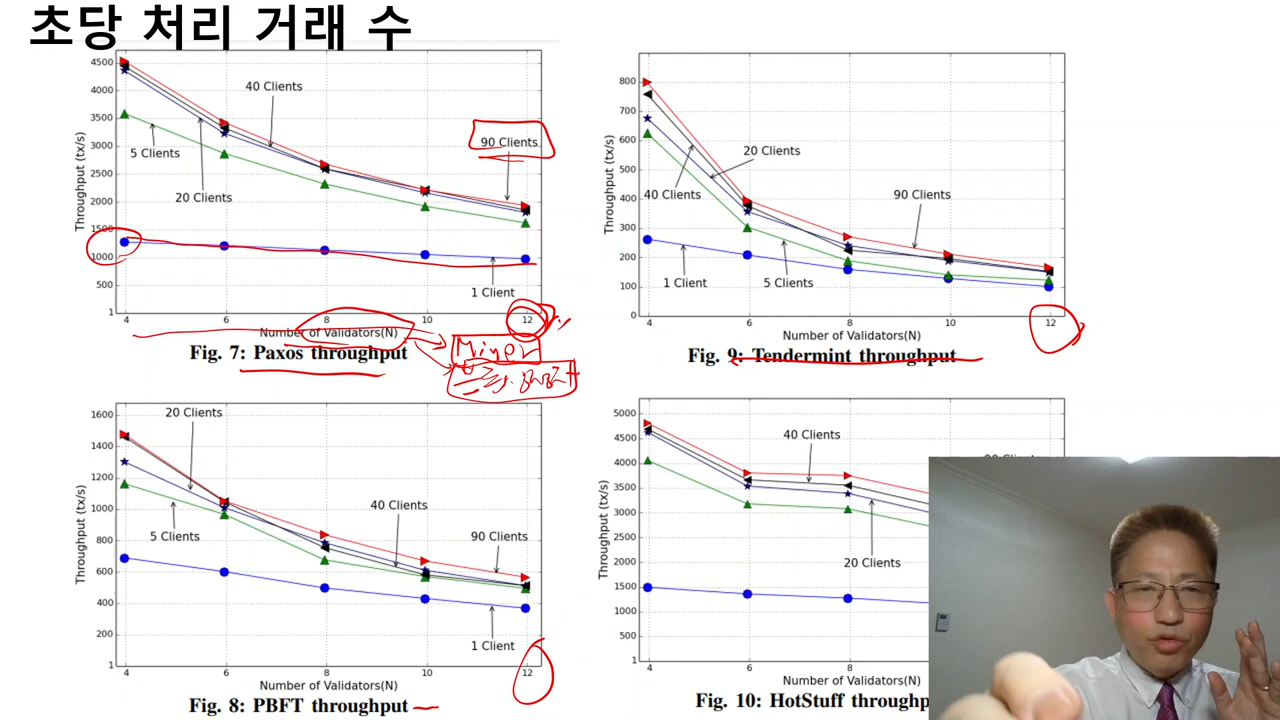 초당 처리 거래 수
Throughput (tx/s)
4500
4000
3500
3000
2500
2000
1500
1000
500
1
40 Clients
90 Clients
5 Clients
20 Clients
1 Client
4 6 8 10 12
Number of Validators(N)
Fig. 7: Paxos throughput
Miner
Throughput (tx/s)
800
700
600
500
400
300
200
100
0
20 Clients
40 Clients
90 Clients
1 Client
5 Clients
4 6 8 10 12
Number of Validators(N)
Fig. 9: Tendermint throughput
Throughput (tx/s)
1600
1400
1200
1000
800
600
400
200
1
20 Clients
40 Clients
5 Clients
90 Clients
1 Client
4 6 8 10 12
Number of Validators(N)
Fig. 8: PBFT throughput
Throughput (tx/s)
5000
4500
4000
3500
3000
2500
2000
1500
1000
500
1
40 Clients
20 Clients
4 6 8
Number of Validators(N)
Fig. 10: HotStuff throughp